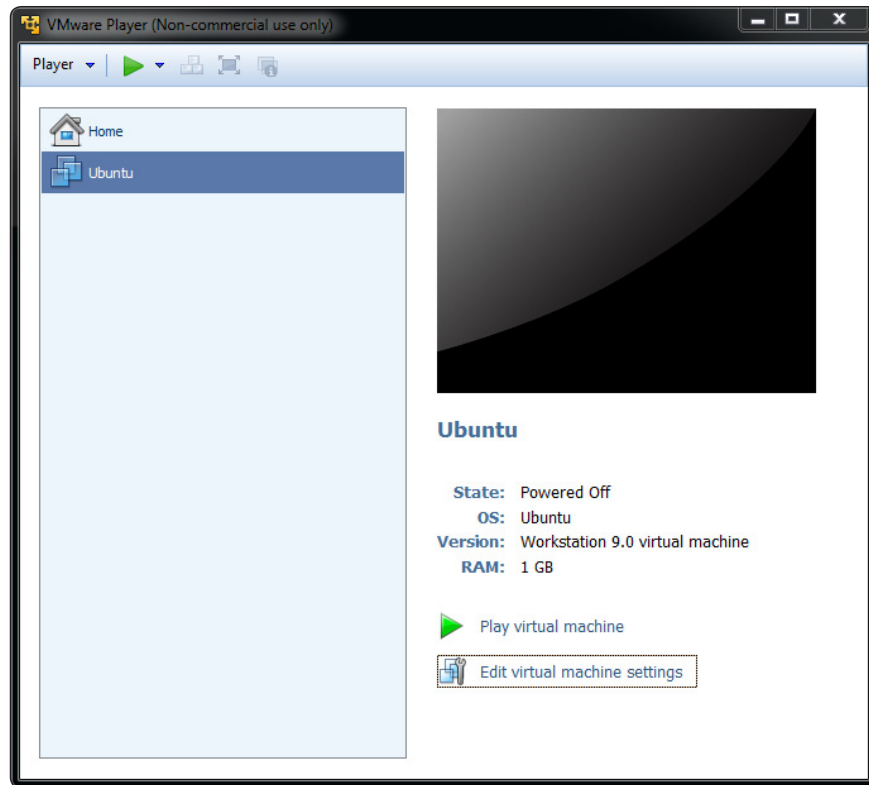 VMware Player (Non-commercial use only)
Player
Home
Ubuntu
Ubuntu
State: Powered Off
OS: Ubuntu
Version: Workstation 9.0 virtual machine
RAM: 1 GB
Play virtual machine
Edit virtual machine settings